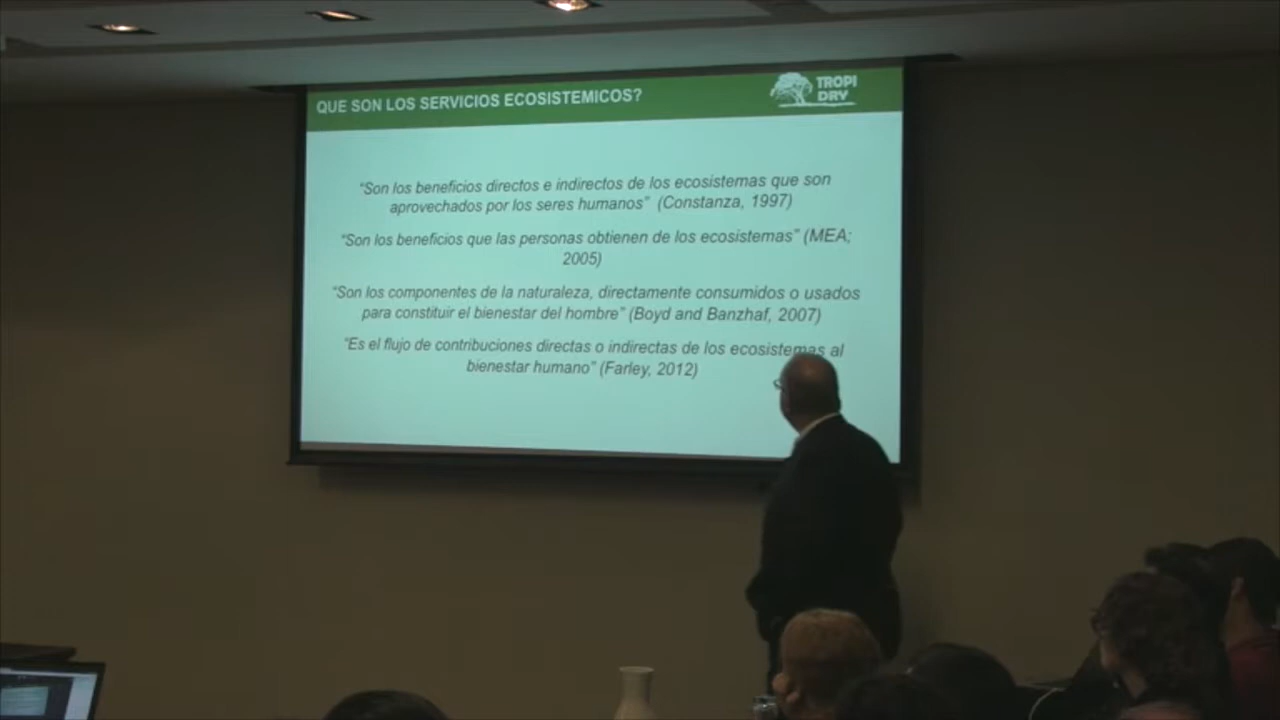 QUE SON LOS SERVICIOS ECOSISTEMICOS?
TROPI
DRY
“Son los beneficios directos e indirectos de los ecosistemas que son
aprovechados por los seres humanos” (Constanza, 1997)
“Son los beneficios que las personas obtienen de los ecosistemas” (MEA;
2005)
“Son los componentes de la naturaleza, directamente consumidos o usados
para constituir el bienestar del hombre” (Boyd and Banzhaf, 2007)
“Es el flujo de contribuciones directas o indirectas de los ecosistemas al
bienestar humano” (Farley, 2012)